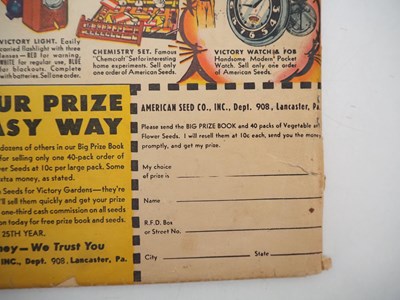 VICTORY LIGHT. Easily
carried flashlight with three
lenses—RED for warning,
WHITE for regular use, BLUE
for blackouts. Complete
with batteries. Sell one order.
CHEMISTRY SET. Famous
"Chemcraft" Set for interesting
home experiments. Sell only
one order of American Seeds.
VICTORY WATCH FOR
Handsome "Modern" Pocket
Watch. Sell only one
order of American Seeds.
UR PRIZE
ASY WAY
dozens of others in our Big Prize Book
for selling only one 40-pack order of
ower Seeds at 10c per large pack. Some
extra money, as stated.
Seeds for Victory Gardens—they're
'll sell them quickly and get your prize
one-third cash commission on all seeds
on today for free prize book and seeds.
25TH YEAR.
oney—We Trust You
INC., Dept. 908, Lancaster, Pa.
AMERICAN SEED CO., INC., Dept. 908, Lancaster, Pa.
Please send the BIG PRIZE BOOK and 40 packs of Vegetable
Flower Seeds. I will resell them at 10c each, send you the money
promptly, and get my prize.
My choice
of prize is
Name
R.F.D. Box
or Street No.
City State